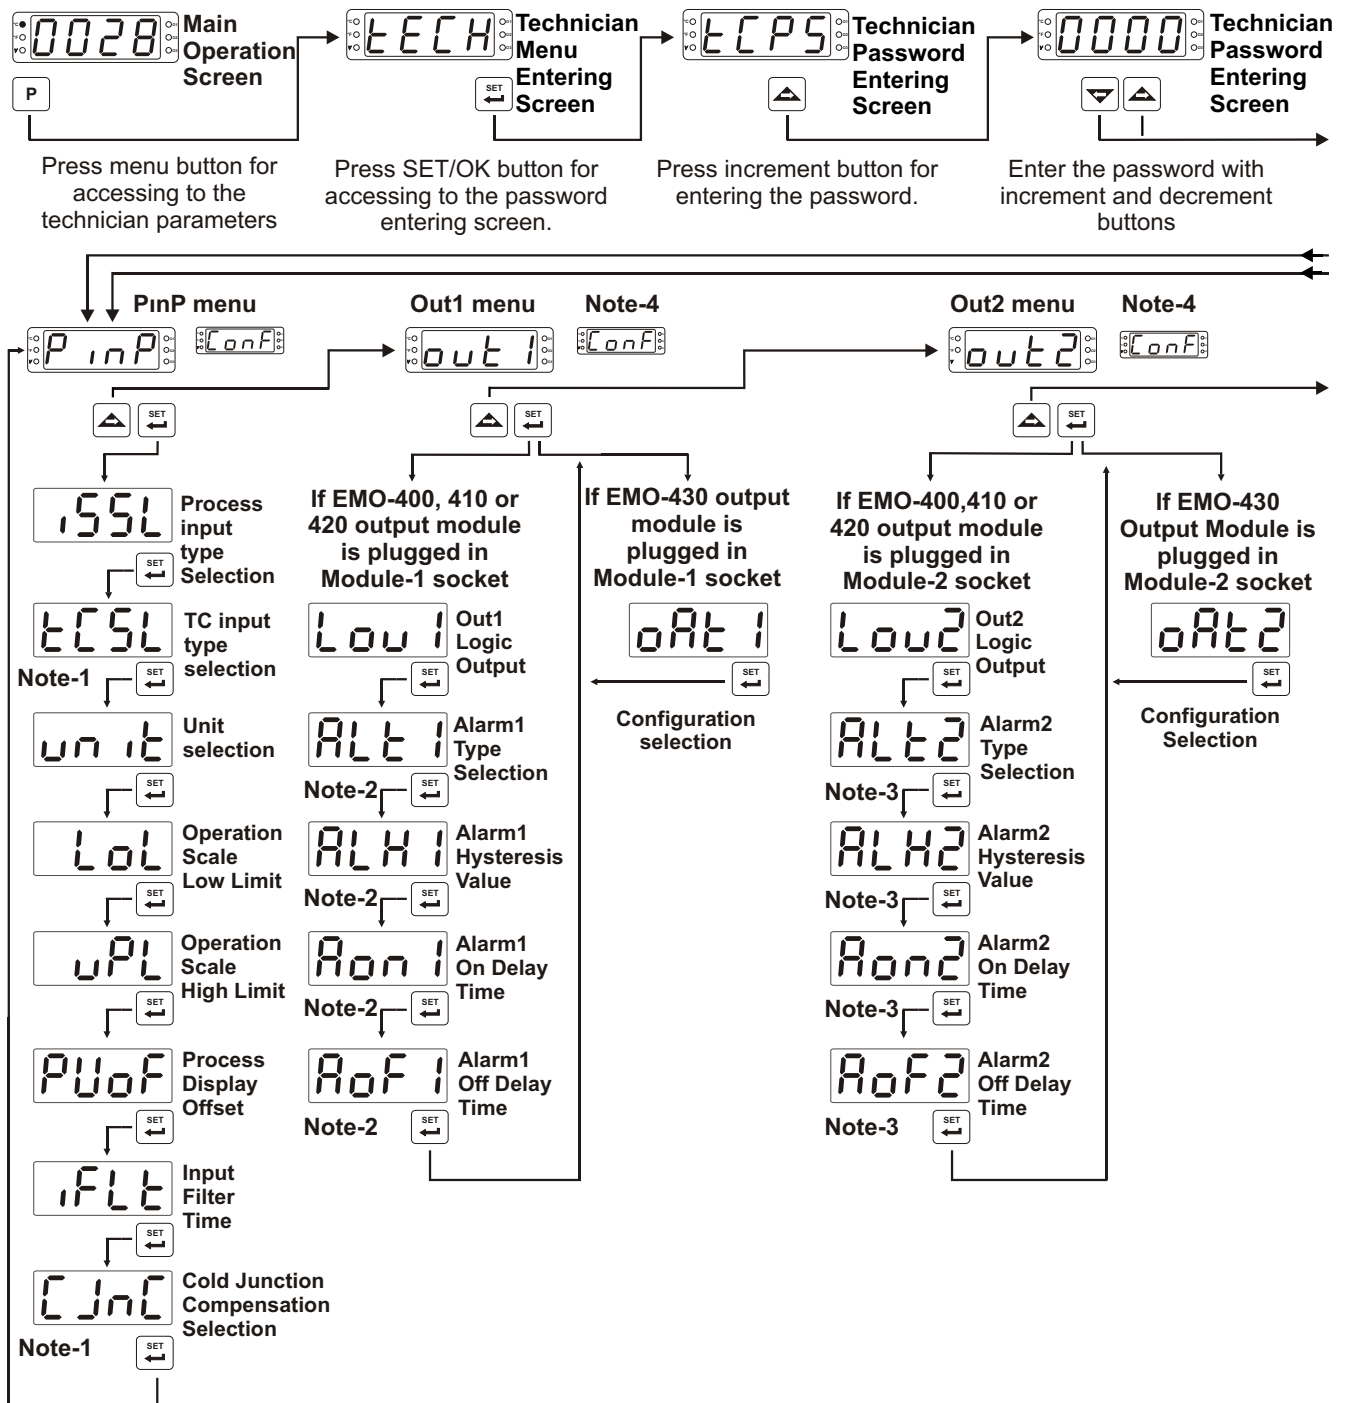 0028
Main
Operation
Screen
P
Press menu button for
accessing to the
technician parameters
tECH
Technician
Menu
Entering
Screen
SET
Press SET/OK button for
accessing to the password
entering screen.
tCPS
Technician
Password
Entering
Screen
Press increment button for
entering the password.
0000
Technician
Password
Entering
Screen
Enter the password with
increment and decrement
buttons
PınP menu
PınP
ConF
SET
ıSSL
Process
input
type
Selection
SET
tCSL
TC input
type
selection
Note-1
SET
unıt
Unit
selection
SET
LoL
Operation
Scale
Low Limit
SET
uPL
Operation
Scale
High Limit
SET
PUoF
Process
Display
Offset
SET
ıFLt
Input
Filter
Time
SET
CJnC
Cold Junction
Compensation
Selection
Note-1
SET
Out1 menu
Note-4
out1
ConF
SET
If EMO-400, 410 or
420 output module
is plugged in
Module-1 socket
Lou1
Out1
Logic
Output
SET
ALt1
Alarm1
Type
Selection
Note-2
SET
ALH1
Alarm1
Hysteresis
Value
Note-2
SET
Aon1
Alarm1
On Delay
Time
Note-2
SET
AoF1
Alarm1
Off Delay
Time
Note-2
SET
If EMO-430 output
module is
plugged in
Module-1 socket
oAt1
SET
Configuration
selection
Out2 menu
Note-4
out2
ConF
SET
If EMO-400,410 or
420 output module
is plugged in
Module-2 socket
Lou2
Out2
Logic
Output
SET
ALt2
Alarm2
Type
Selection
Note-3
SET
ALH2
Alarm2
Hysteresis
Value
Note-3
SET
Aon2
Alarm2
On Delay
Time
Note-3
SET
AoF2
Alarm2
Off Delay
Time
Note-3
SET
If EMO-430
Output Module is
plugged in
Module-2 socket
oAt2
SET
Configuration
Selection